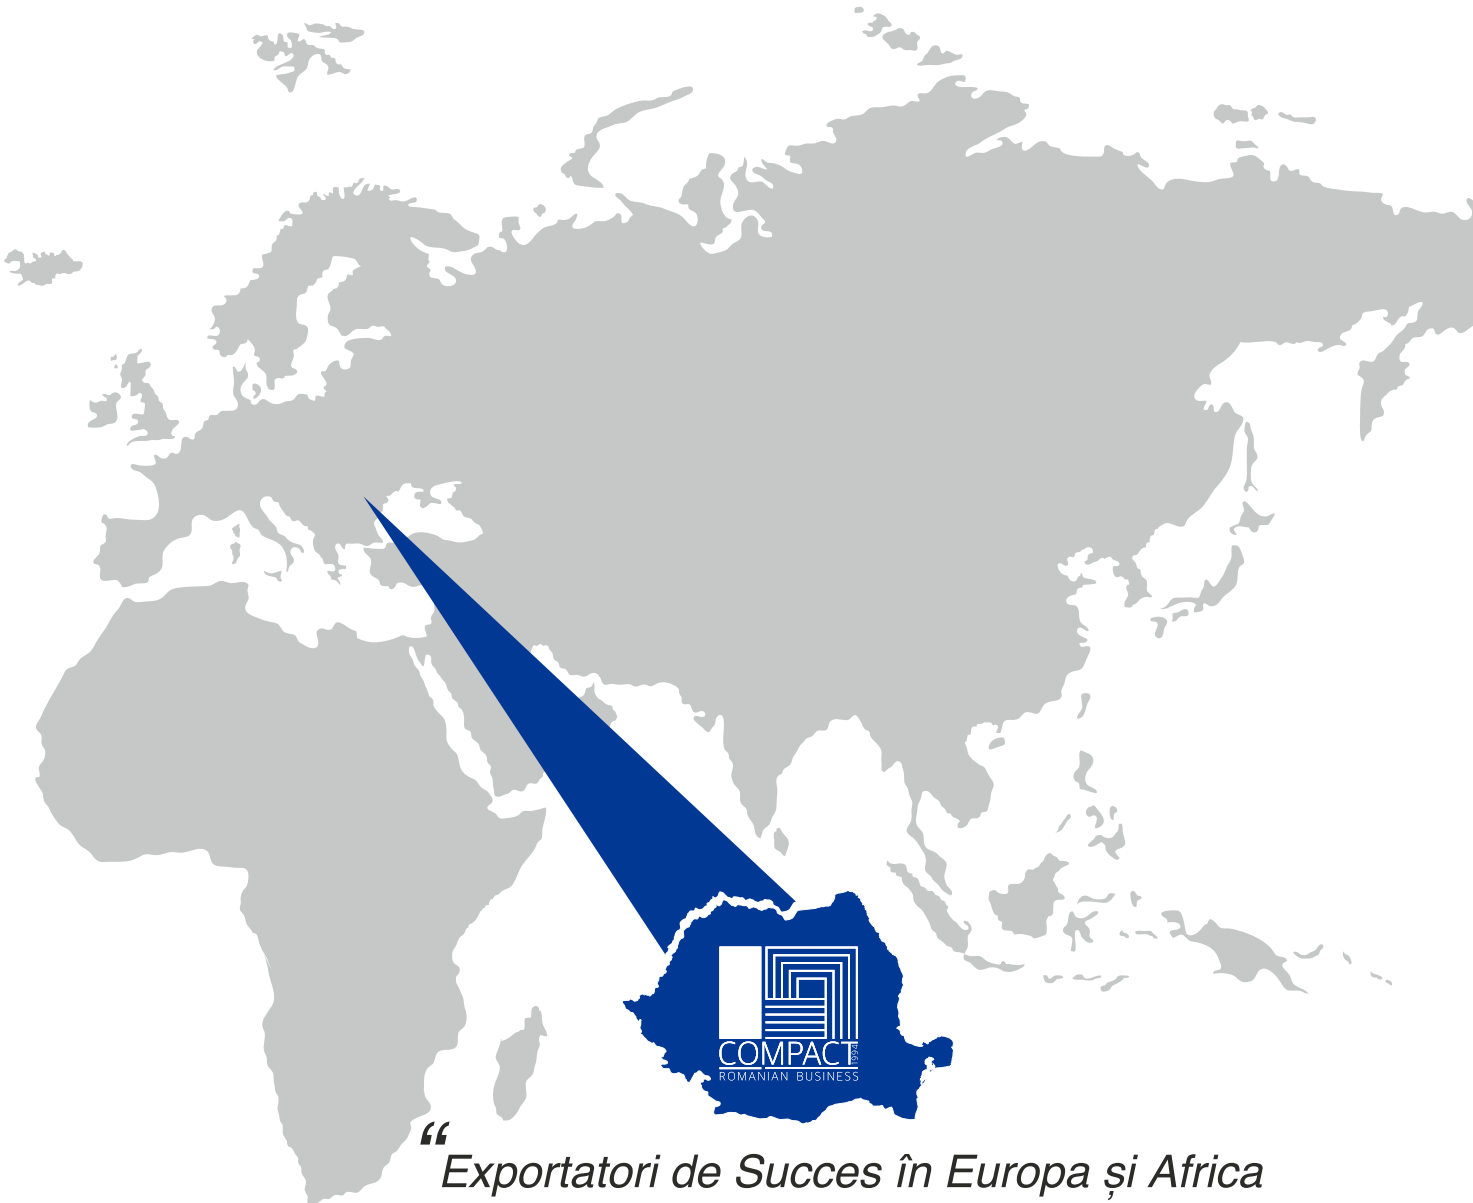 COMPACT
1994
ROMANIAN BUSINESS
“Exportatori de Succes în Europa și Africa